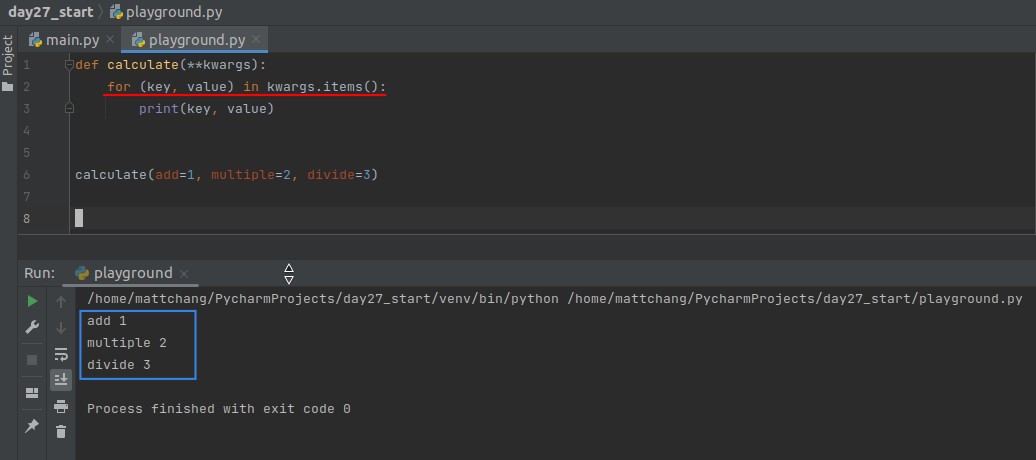 day27_start playground.py
main.py playground.py
Project
1 def calculate(**kwargs):
2 for (key, value) in kwargs.items():
3 print(key, value)
4
5
6 calculate(add=1, multiple=2, divide=3)
7
8
Run: playground
/home/mattchang/PycharmProjects/day27_start/venv/bin/python /home/mattchang/PycharmProjects/day27_start/playground.py
add 1
multiple 2
divide 3
Process finished with exit code 0